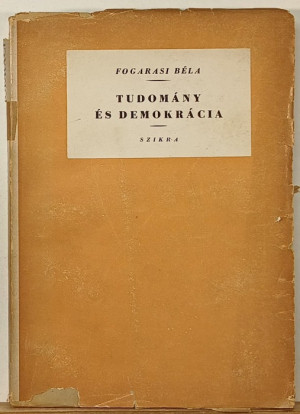 FOGARASI BÉLA
TUDOMÁNY
ÉS DEMOKRÁCIA
SZIKRA